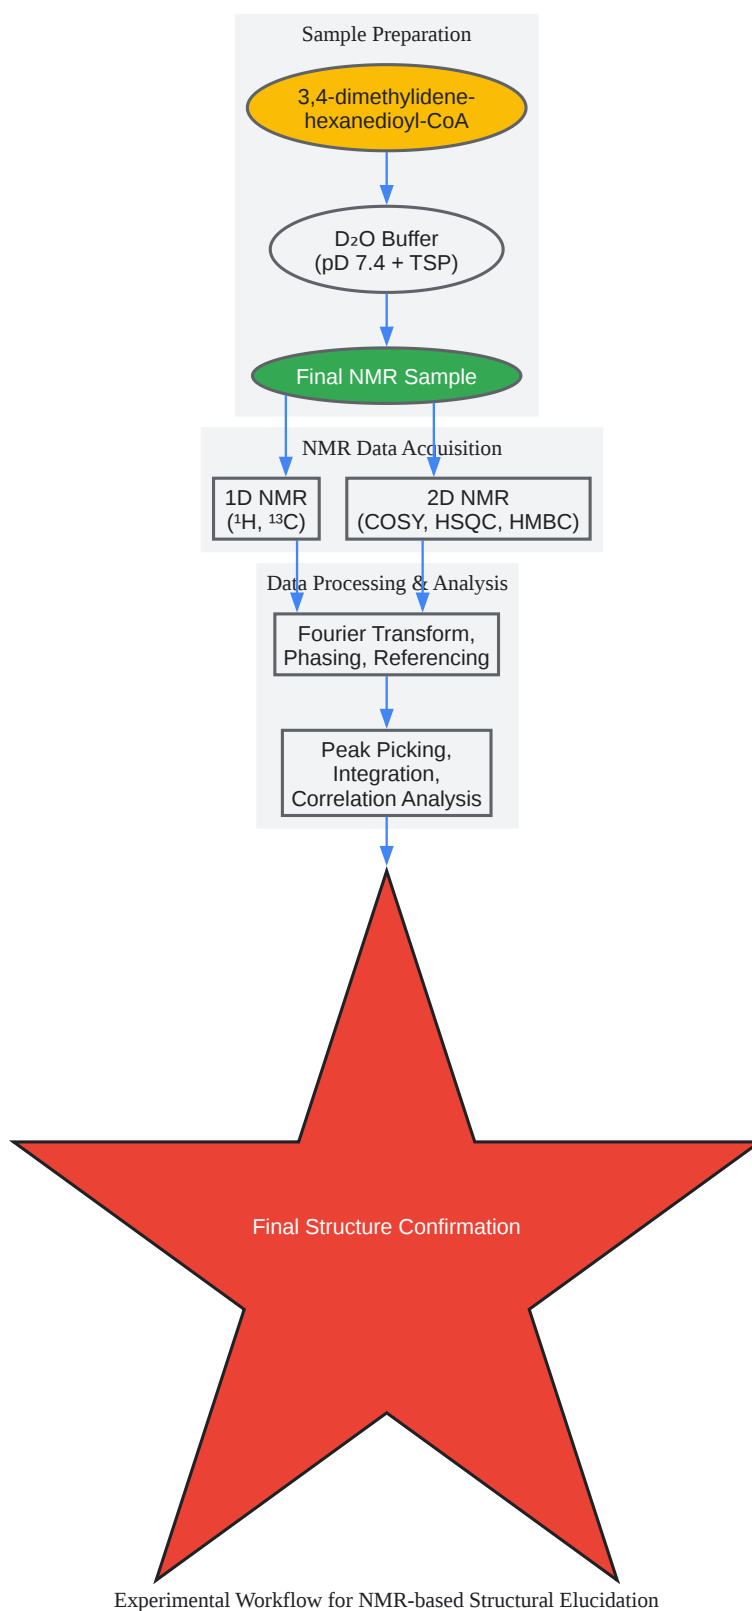 Sample Preparation
3,4-dimethylidene-
hexanedioyl-CoA
D₂O Buffer
(pD 7.4 + TSP)
Final NMR Sample
NMR Data Acquisition
1D NMR
(¹H, ¹³C)
2D NMR
(COSY, HSQC, HMBC)
Data Processing & Analysis
Fourier Transform,
Phasing, Referencing
Peak Picking,
Integration,
Correlation Analysis
Final Structure Confirmation
Experimental Workflow for NMR-based Structural Elucidation